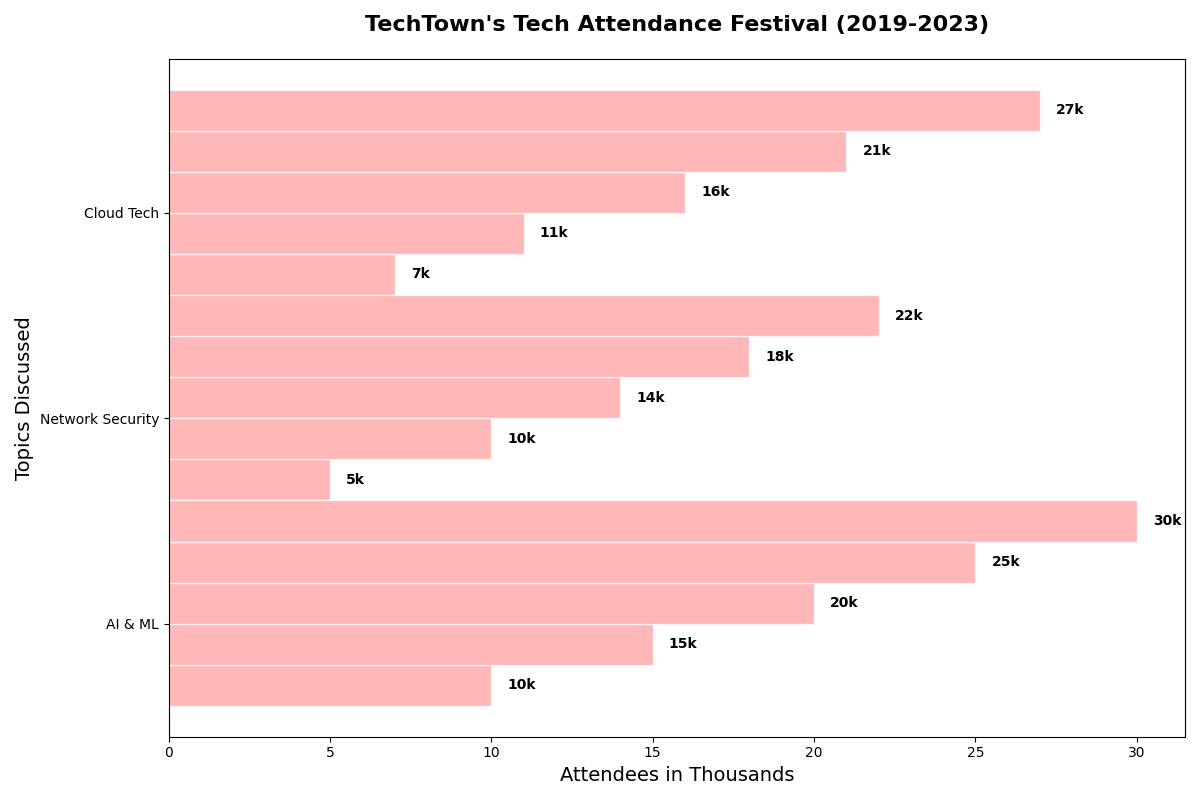 TechTown's Tech Attendance Festival (2019-2023)
27k
21k
16k
Cloud Tech
11k
7k
22k
18k
14k
Network Security
10k
5k
30k
25k
20k
AI & ML
15k
10k
0 5 10 15 20 25 30
Attendees in Thousands
Topics Discussed